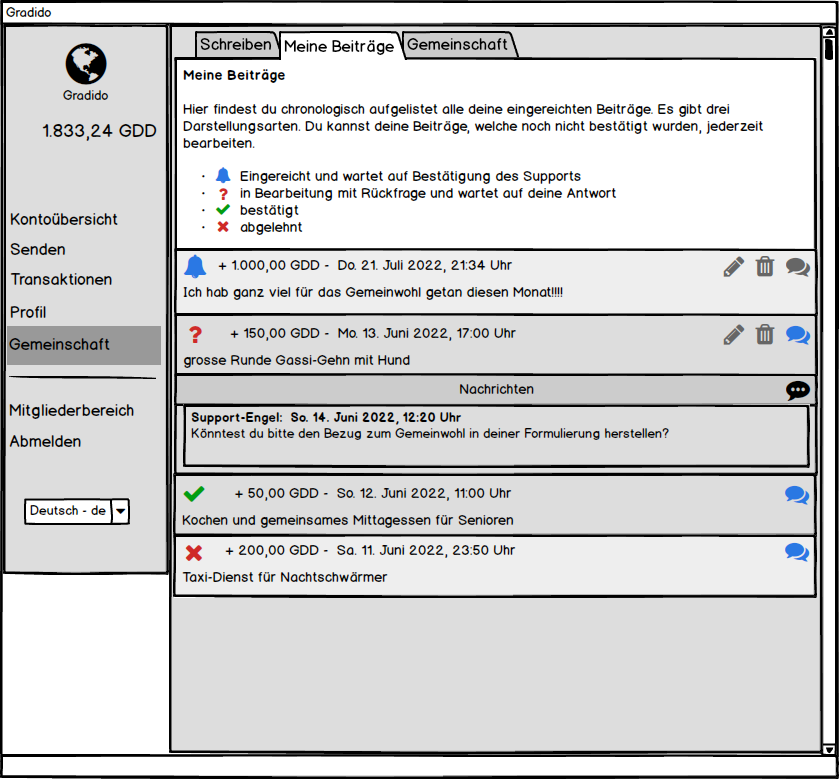 Gradido
Gradido
1.833,24 GDD
Kontoübersicht
Senden
Transaktionen
Profil
Gemeinschaft
Mitgliederbereich
Abmelden
Deutsch - de
Schreiben
Meine Beiträge
Gemeinschaft
Meine Beiträge
Hier findest du chronologisch aufgelistet alle deine eingereichten Beiträge. Es gibt drei
Darstellungsarten. Du kannst deine Beiträge, welche noch nicht bestätigt wurden, jederzeit
bearbeiten.
· Eingereicht und wartet auf Bestätigung des Supports
· ? in Bearbeitung mit Rückfrage und wartet auf deine Antwort
· bestätigt
· abgelehnt
+ 1.000,00 GDD - Do. 21. Juli 2022, 21:34 Uhr
Ich hab ganz viel für das Gemeinwohl getan diesen Monat!!!!
? + 150,00 GDD - Mo. 13. Juni 2022, 17:00 Uhr
grosse Runde Gassi-Gehn mit Hund
Nachrichten
Support-Engel: So. 14. Juni 2022, 12:20 Uhr
Könntest du bitte den Bezug zum Gemeinwohl in deiner Formulierung herstellen?
+ 50,00 GDD - So. 12. Juni 2022, 11:00 Uhr
Kochen und gemeinsames Mittagessen für Senioren
+ 200,00 GDD - Sa. 11. Juni 2022, 23:50 Uhr
Taxi-Dienst für Nachtschwärmer